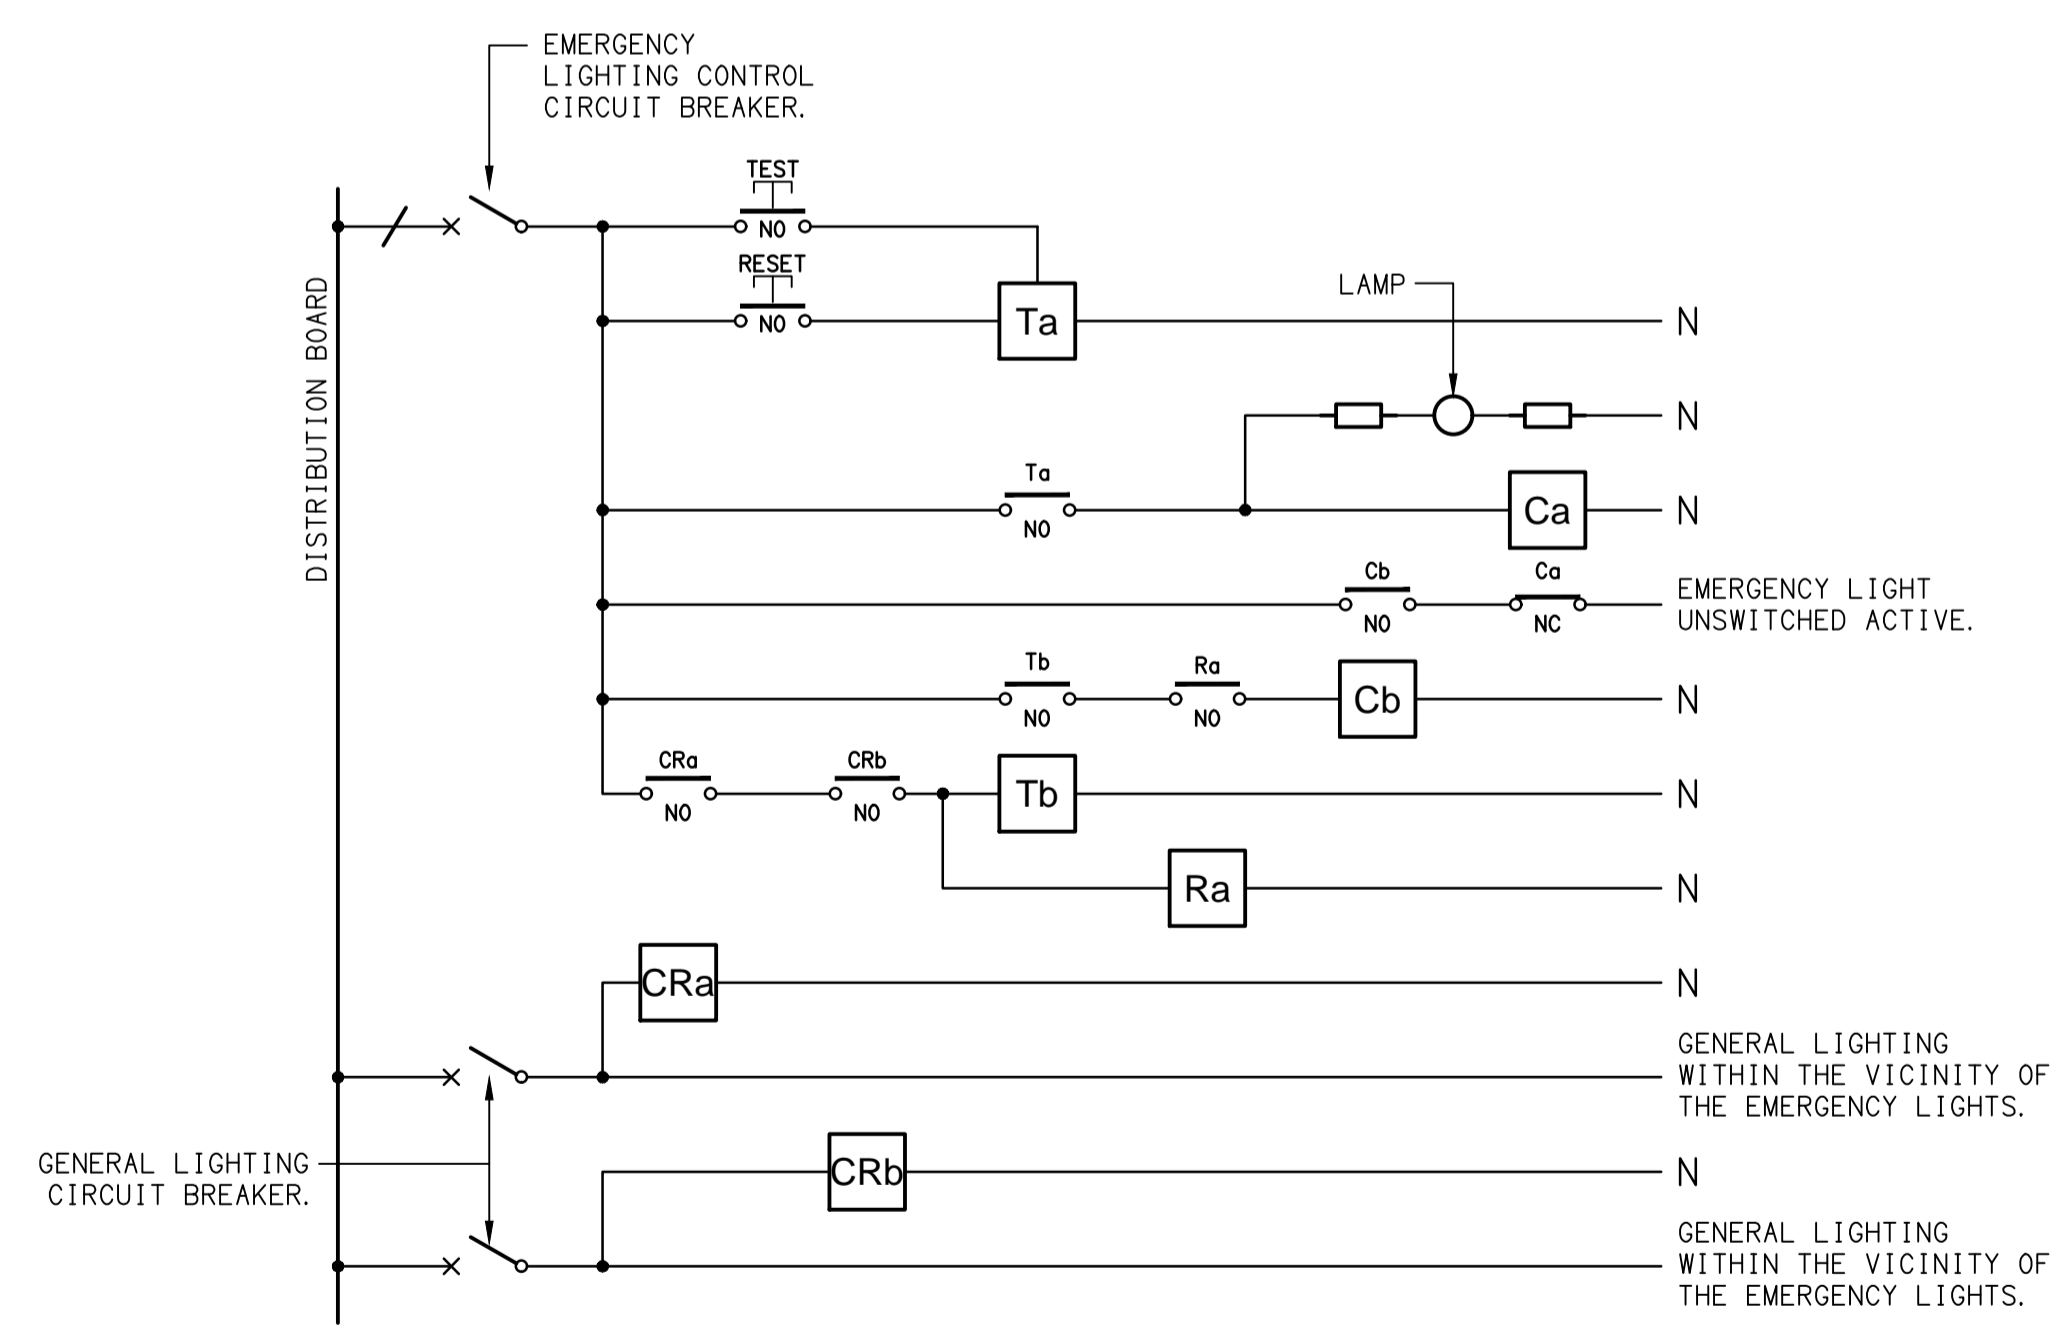 EMERGENCY
LIGHTING CONTROL
CIRCUIT BREAKER.
TEST
NO
RESET
NO
Ta
N
LAMP
N
DISTRIBUTION BOARD
Ta
NO
Ca
N
Cb
NO
Ca
NC
EMERGENCY LIGHT
UNSWITCHED ACTIVE.
Tb
NO
Ra
NO
Cb
N
CRa
NO
CRb
NO
Tb
N
Ra
N
CRa
N
GENERAL LIGHTING
WITHIN THE VICINITY OF
THE EMERGENCY LIGHTS.
GENERAL LIGHTING
CIRCUIT BREAKER.
CRb
N
GENERAL LIGHTING
WITHIN THE VICINITY OF
THE EMERGENCY LIGHTS.